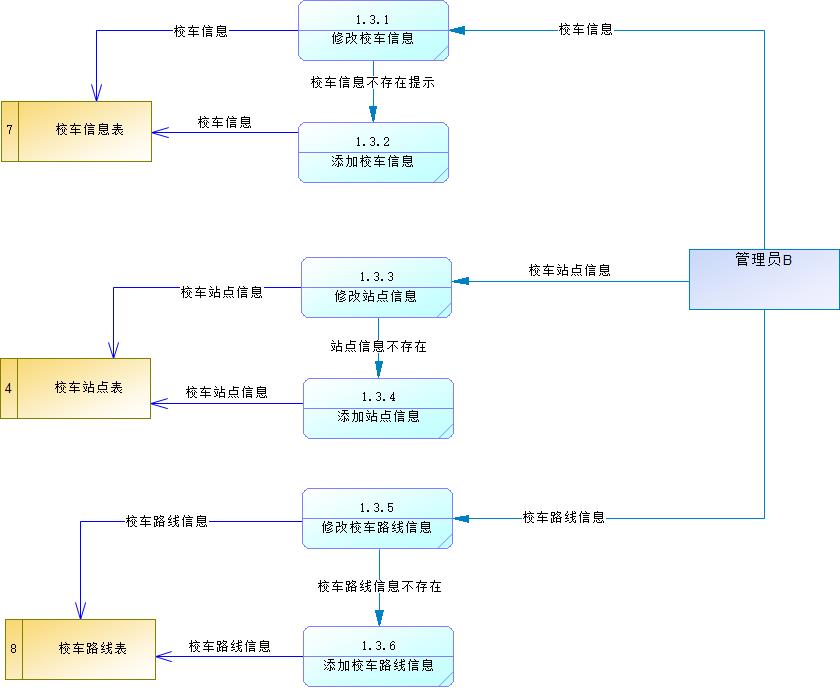 1.3.1
修改校车信息
校车信息
校车信息
校车信息不存在提示
7
校车信息表
校车信息
1.3.2
添加校车信息
管理员B
1.3.3
修改站点信息
校车站点信息
校车站点信息
站点信息不存在
4
校车站点表
校车站点信息
1.3.4
添加站点信息
1.3.5
修改校车路线信息
校车路线信息
校车路线信息
校车路线信息不存在
8
校车路线表
校车路线信息
1.3.6
添加校车路线信息